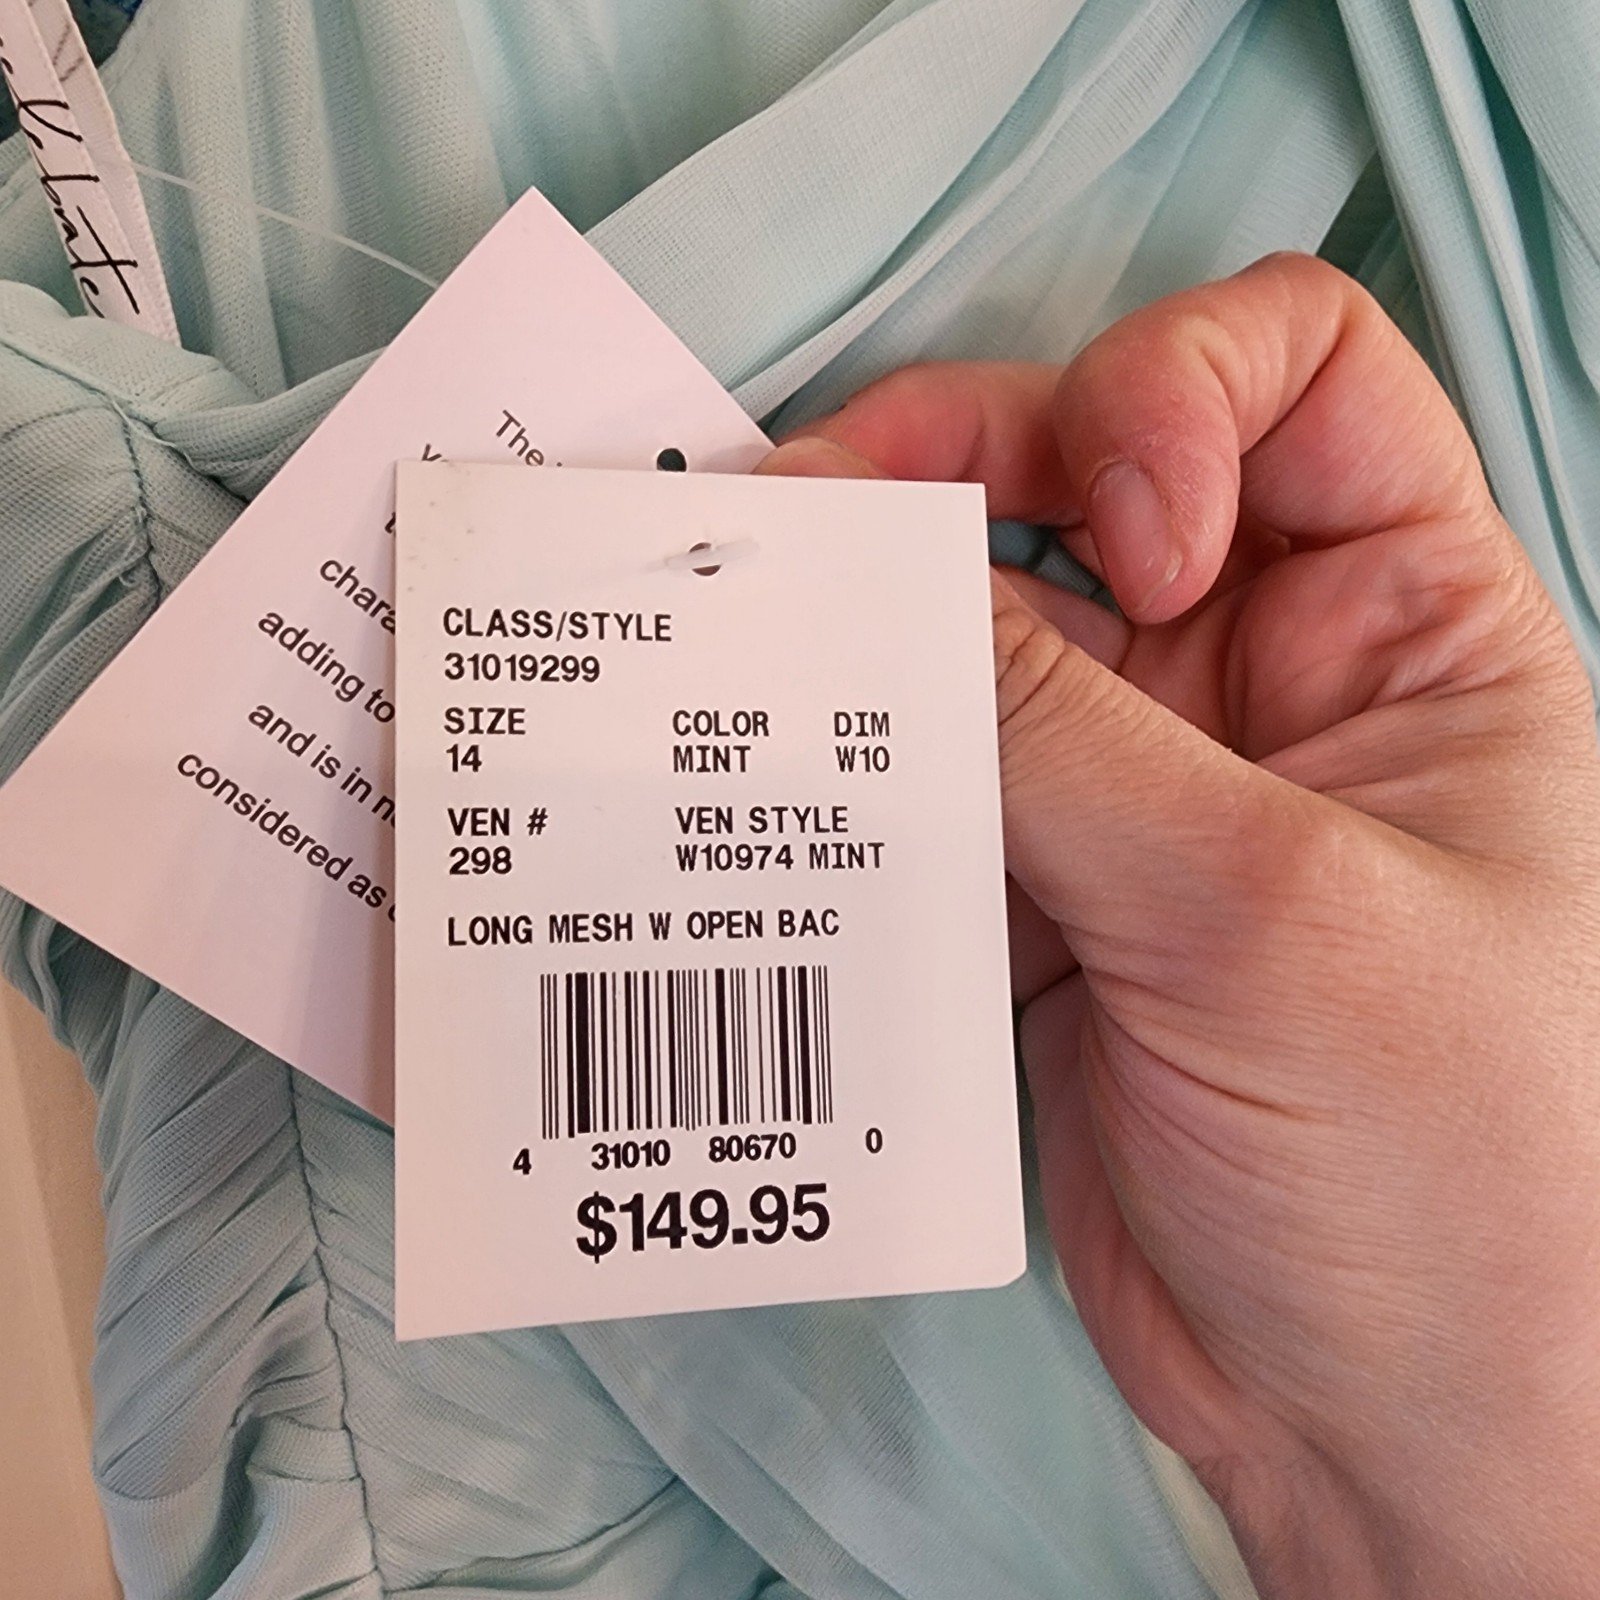 The
chara
adding to
and is in
considered as
CLASS/STYLE
31019299
SIZE COLOR DIM
14 MINT W10
VEN # VEN STYLE
298 W10974 MINT
LONG MESH W OPEN BAC
4 31010 80670 0
$149.95